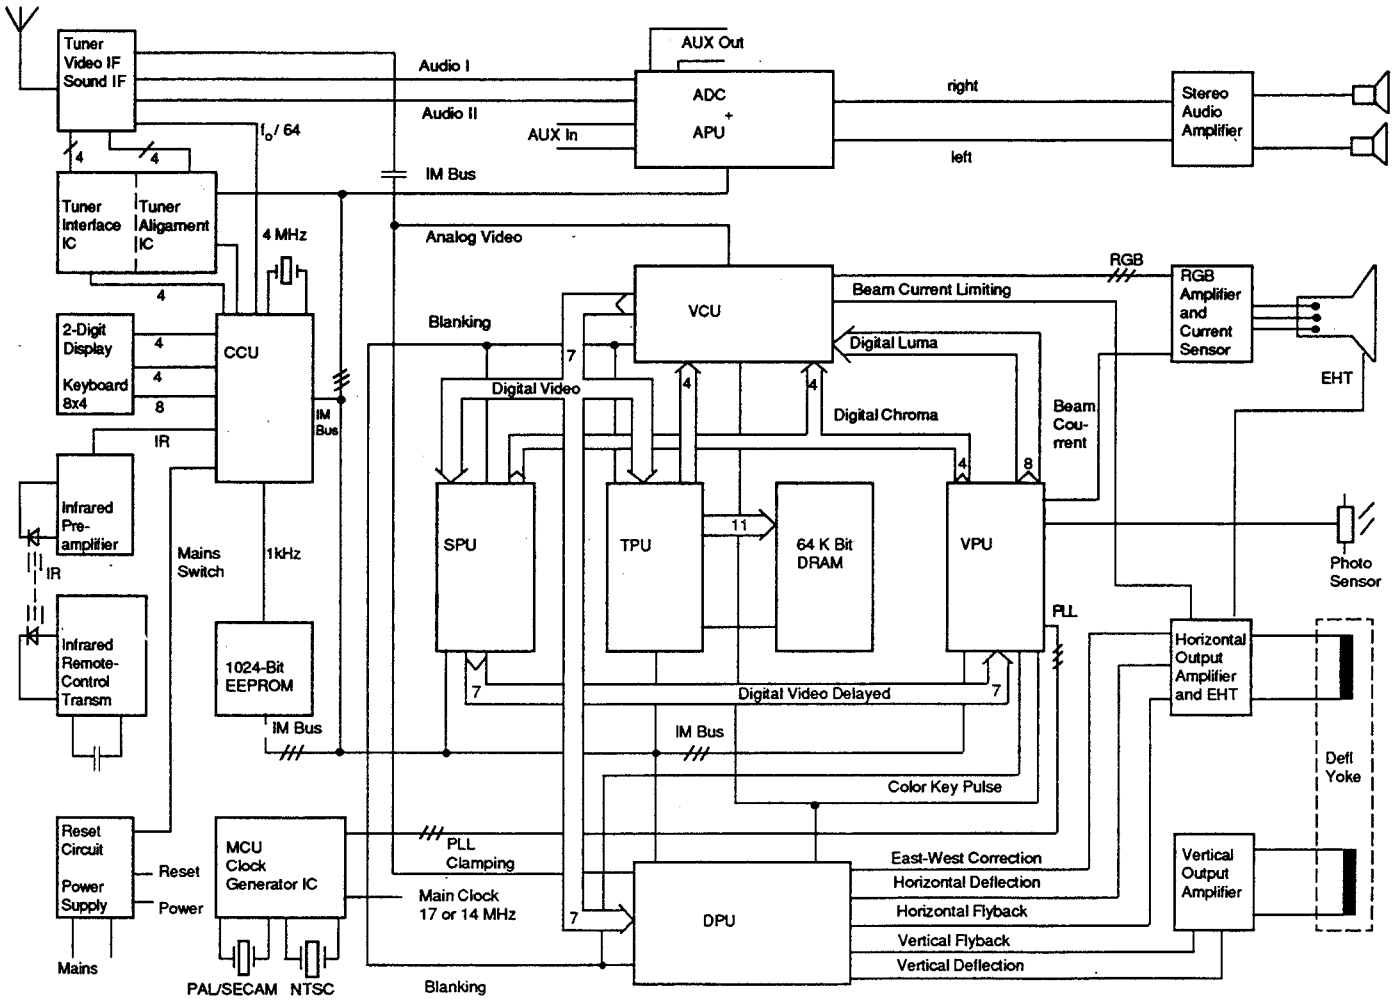 Tuner
Video IF
Sound IF
Audio I
Audio II
AUX Out
AUX In
ADC
+
APU
right
left
Stereo
Audio
Amplifier
fo/ 64
4
4
IM Bus
Tuner
Interface
IC
Tuner
Aligament
IC
4 MHz
Analog Video
4
2-Digit
Display
Keyboard
8x4
4
4
8
CCU
IM
Bus
IR
Blanking
7
VCU
RGB
Beam Current Limiting
Digital Luma
RGB
Amplifier
and
Current
Sensor
EHT
Digital Video
4
4
Digital Chroma
Beam
Cou-
rrent
4
8
Infrared
Pre-
amplifier
IR
Mains
Switch
1kHz
SPU
TPU
11
64 K Bit
DRAM
VPU
Photo
Sensor
PLL
Infrared
Remote-
Control
Transm
1024-Bit
EEPROM
7
Digital Video Delayed
7
Horizontal
Output
Amplifier
and EHT
IM Bus
IM Bus
Defl
Yoke
Color Key Pulse
Reset
Circuit
Power
Supply
Reset
Power
Mains
MCU
Clock
Generator IC
PLL
Clamping
Main Clock
17 or 14 MHz
PAL/SECAM
NTSC
7
DPU
East-West Correction
Horizontal Deflection
Horizontal Flyback
Vertical Flyback
Vertical Deflection
Vertical
Output
Amplifier
Blanking